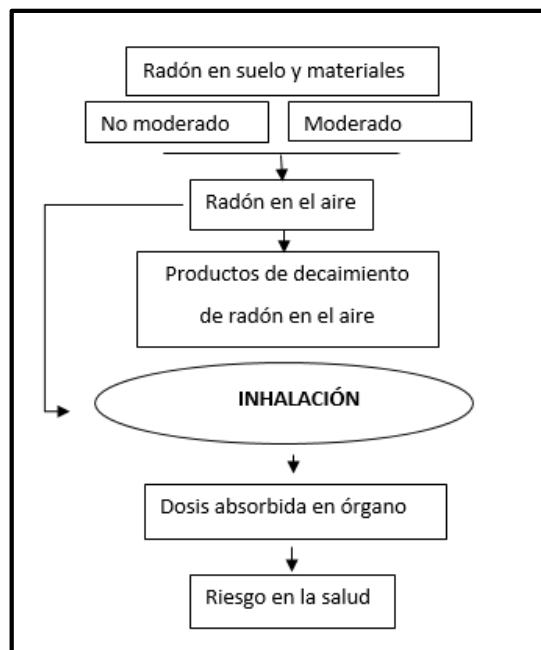 Radón en suelo y materiales
No moderado
Moderado
Radón en el aire
Productos de decaimiento
de radón en el aire
INHALACIÓN
Dosis absorbida en órgano
Riesgo en la salud